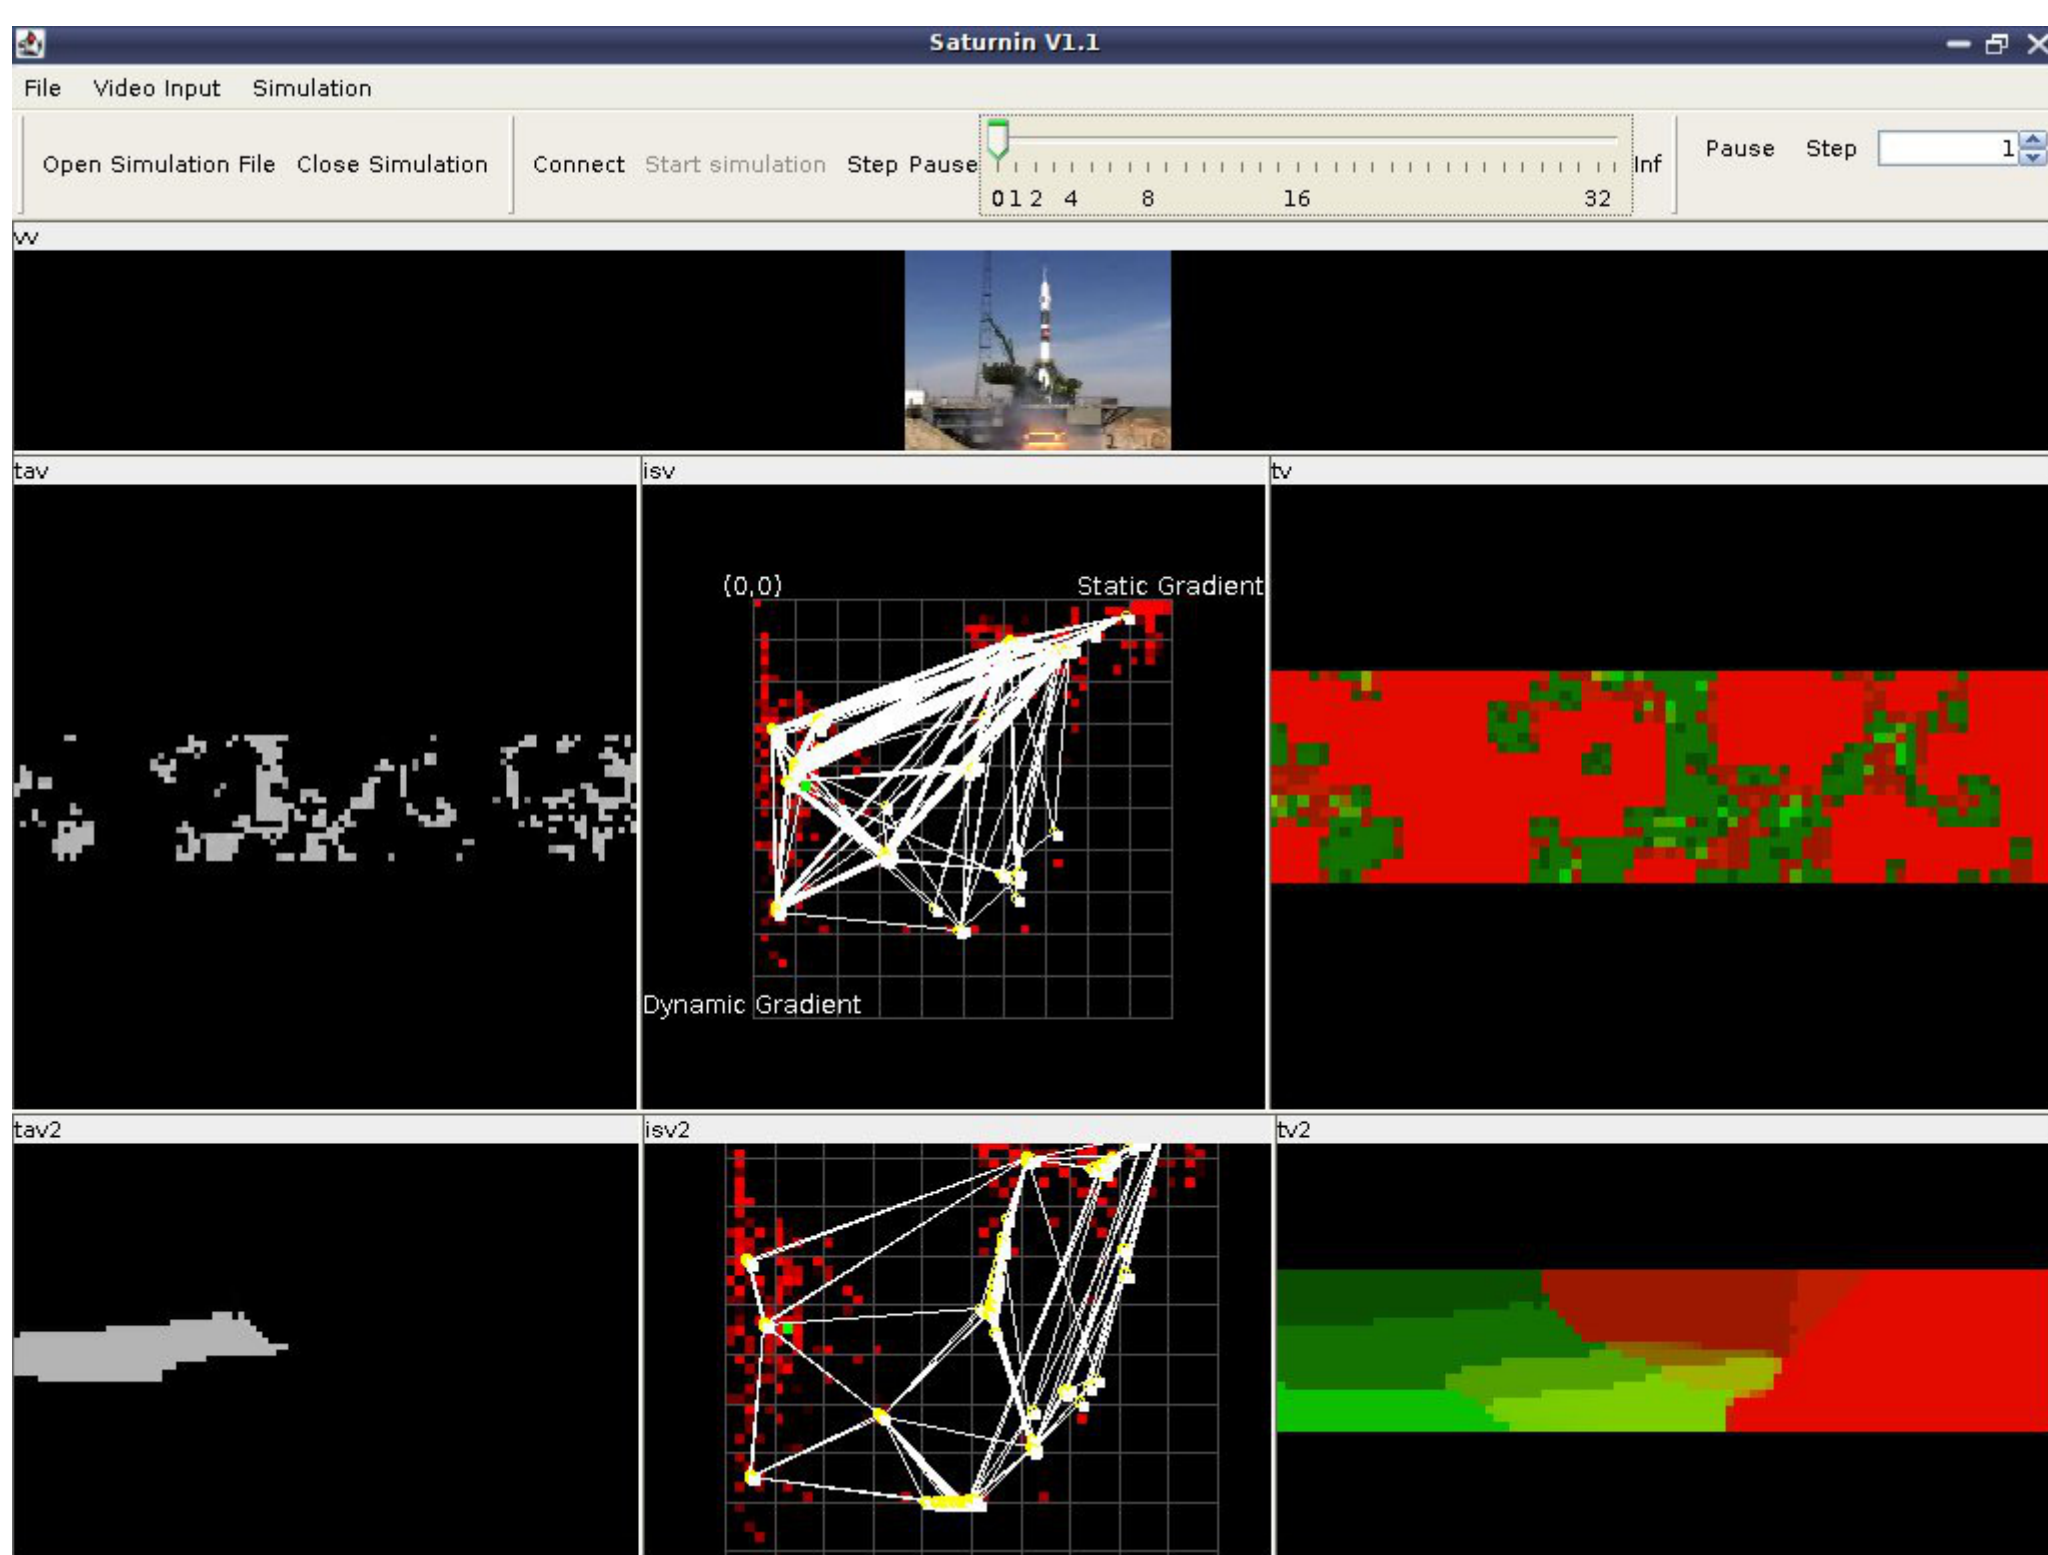 Saturnin V1.1
File Video Input Simulation
Open Simulation File Close Simulation Connect Start simulation Step Pause Inf Pause Step 1
0 1 2 4 8 16 32
vv
tav isv tv
(0,0) Static Gradient
Dynamic Gradient
tav2 isv2 tv2